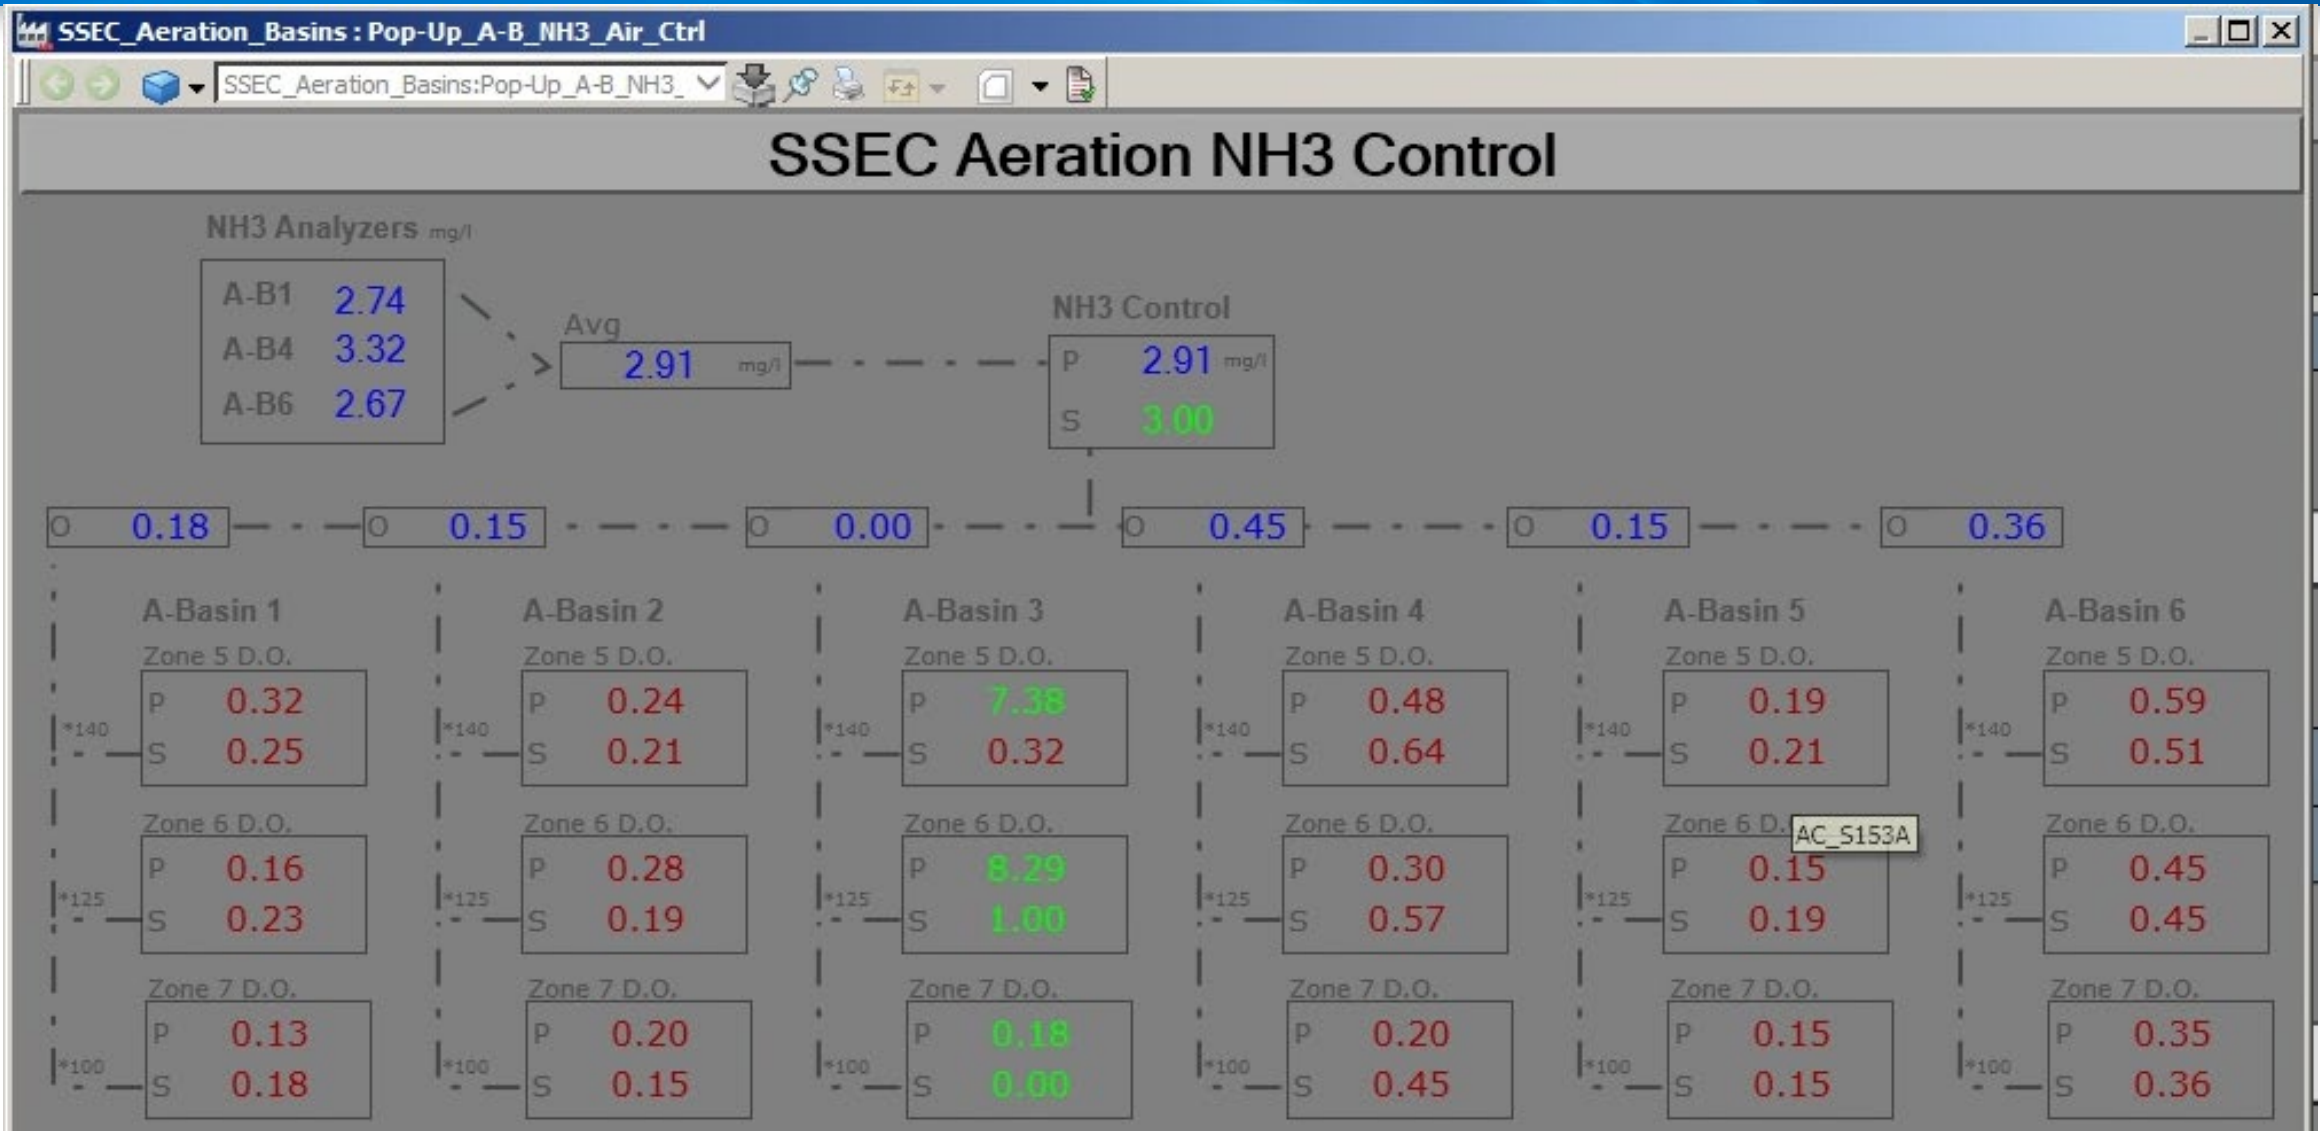 SSEC_Aeration_Basins : Pop-Up_A-B_NH3_Air_Ctrl
SSEC_Aeration_Basins:Pop-Up_A-B_NH3_
SSEC Aeration NH3 Control
NH3 Analyzers mg/l
A-B1 2.74
A-B4 3.32
A-B6 2.67
Avg
2.91 mg/l
NH3 Control
P 2.91 mg/l
S 3.00
O 0.18 O 0.15 O 0.00 O 0.45 O 0.15 O 0.36
A-Basin 1 A-Basin 2 A-Basin 3 A-Basin 4 A-Basin 5 A-Basin 6
Zone 5 D.O. Zone 5 D.O. Zone 5 D.O. Zone 5 D.O. Zone 5 D.O. Zone 5 D.O.
P 0.32 P 0.24 P 7.38 P 0.48 P 0.19 P 0.59
*140 *140 *140 *140 *140 *140
S 0.25 S 0.21 S 0.32 S 0.64 S 0.21 S 0.51
Zone 6 D.O. Zone 6 D.O. Zone 6 D.O. Zone 6 D.O. Zone 6 D. AC_S153A Zone 6 D.O.
P 0.16 P 0.28 P 8.29 P 0.30 P 0.15 P 0.45
*125 *125 *125 *125 *125 *125
S 0.23 S 0.19 S 1.00 S 0.57 S 0.19 S 0.45
Zone 7 D.O. Zone 7 D.O. Zone 7 D.O. Zone 7 D.O. Zone 7 D.O. Zone 7 D.O.
P 0.13 P 0.20 P 0.18 P 0.20 P 0.15 P 0.35
*100 *100 *100 *100 *100 *100
S 0.18 S 0.15 S 0.00 S 0.45 S 0.15 S 0.36